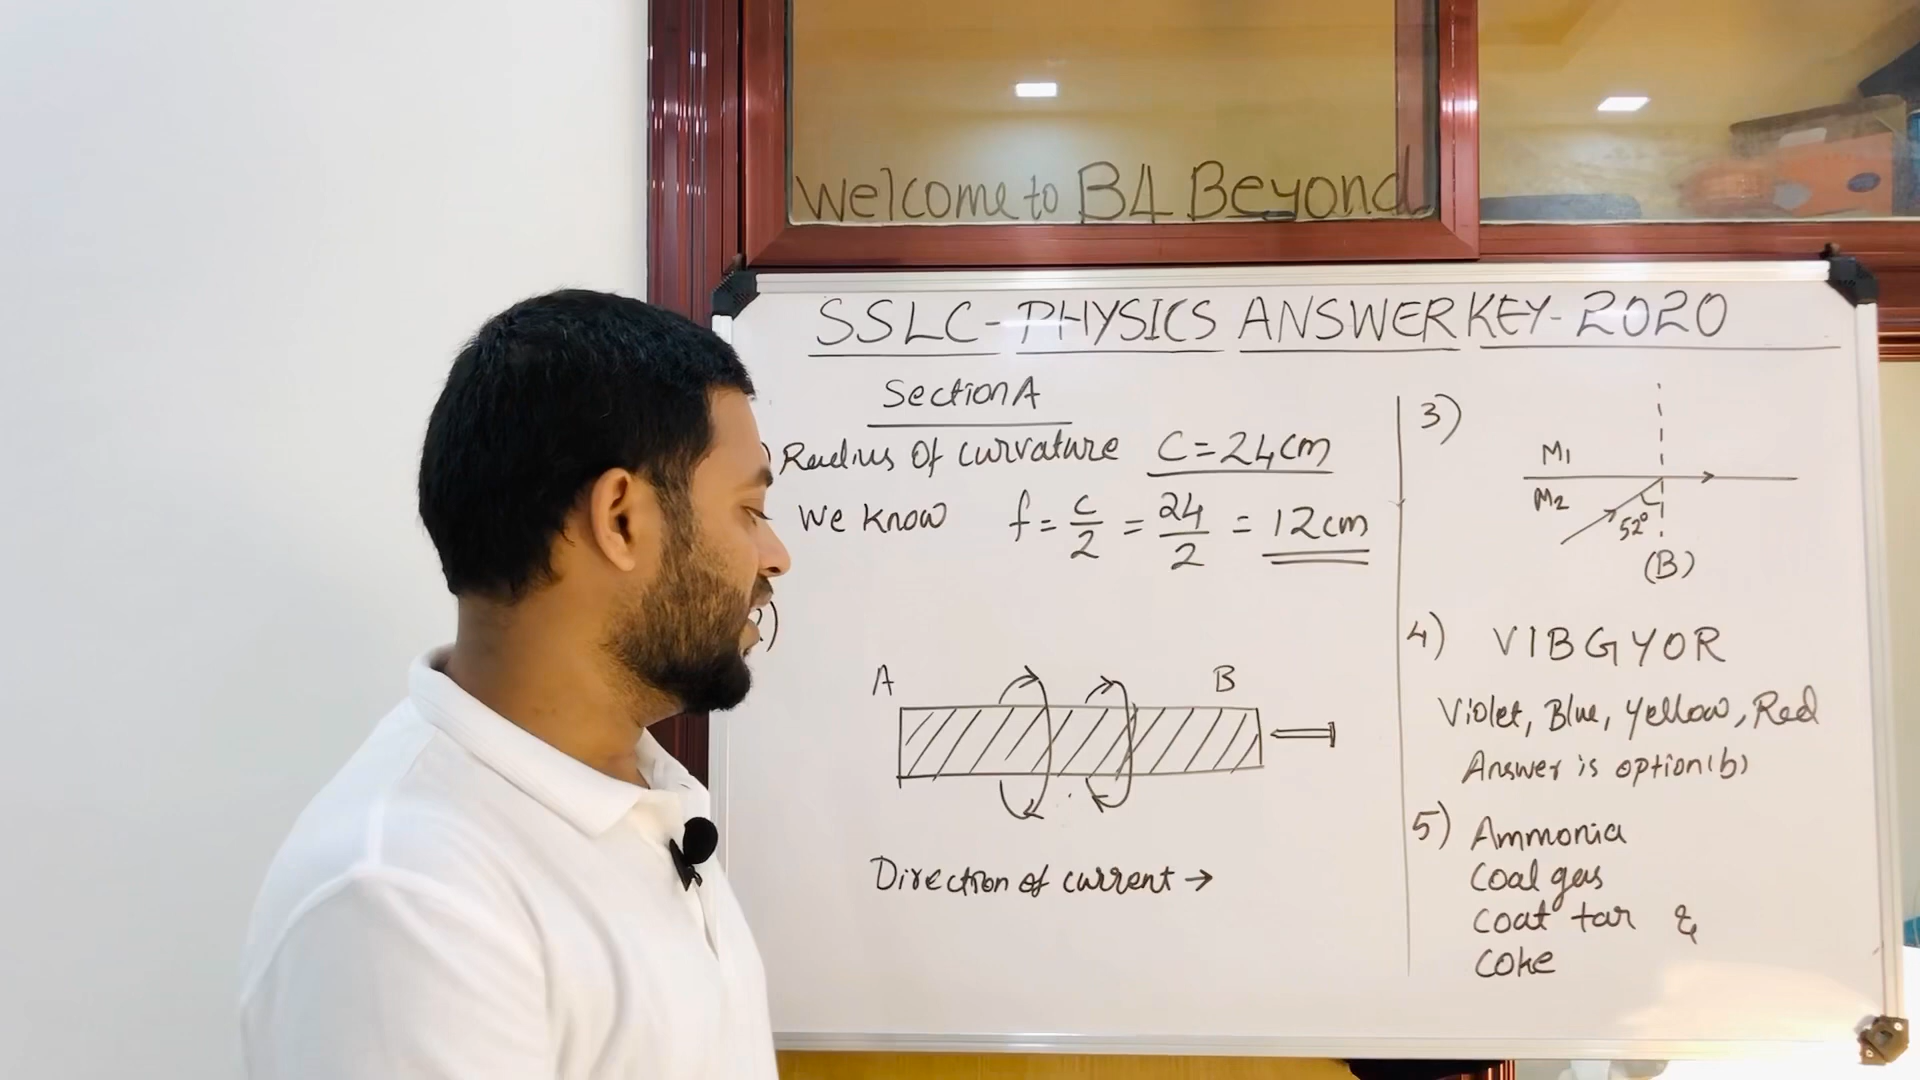 Welcome to B4 Beyond
SSLC - PHYSICS ANSWER KEY - 2020
Section A
) Radius of curvature C = 24cm
We know f = c/2 = 24/2 = 12cm
2)
A B
Direction of current →
3)
M1
M2
52°
(B)
4) VIBGYOR
Violet, Blue, Yellow, Red
Answer is option (b)
5) Ammonia
Coal gas
Coat tar &
Coke